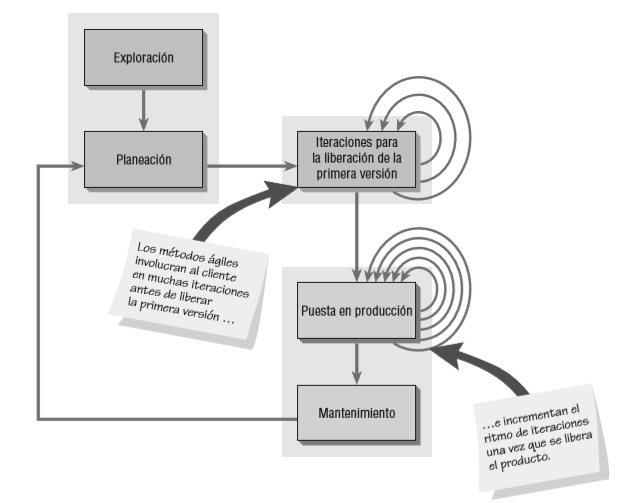 Exploración
Planeación
Iteraciones para
la liberación de la
primera versión
Los métodos ágiles
involucran al cliente
en muchas iteraciones
antes de liberar
la primera versión ...
Puesta en producción
Mantenimiento
...e incrementan el
ritmo de iteraciones
una vez que se libera
el producto.